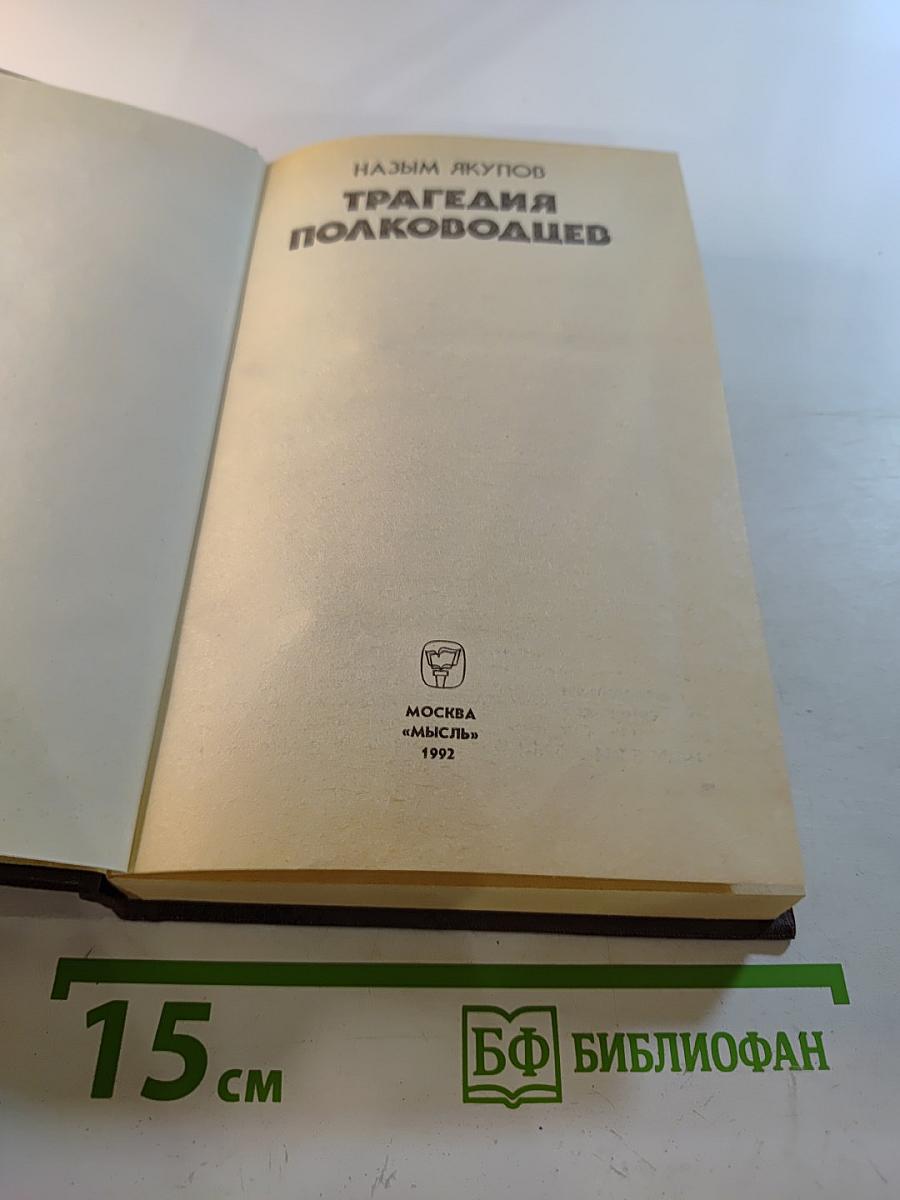 НАЗЫМ ЯКУПОВ
ТРАГЕДИЯ
ПОЛКОВОДЦЕВ
МОСКВА
«МЫСЛЬ»
1992
15 см
БФ БИБЛИОФАН